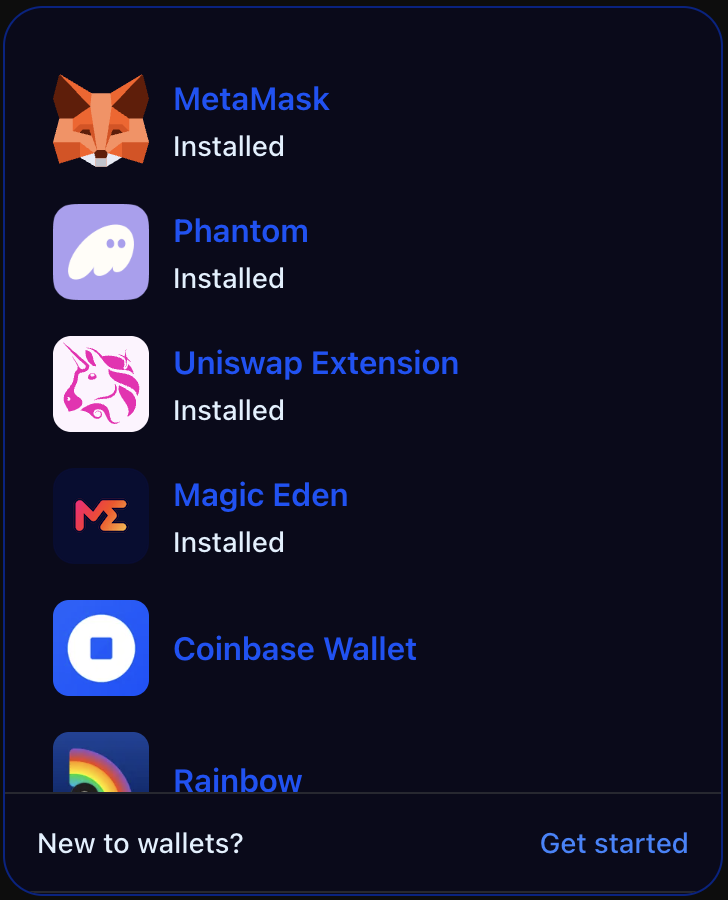 MetaMask
Installed
Phantom
Installed
Uniswap Extension
Installed
Magic Eden
Installed
Coinbase Wallet
Rainbow
New to wallets? Get started